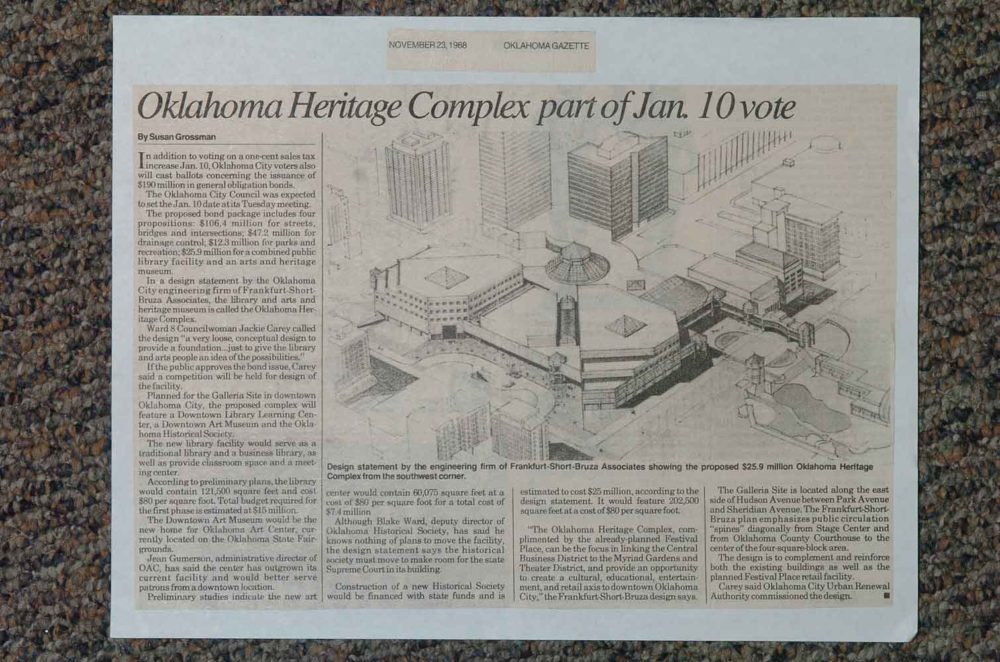 NOVEMBER 23, 1988 OKLAHOMA GAZETTE
Oklahoma Heritage Complex part of Jan. 10 vote
By Susan Grossman
In addition to voting on a one-cent sales tax
increase Jan. 10, Oklahoma City voters also
will cast ballots concerning the issuance of
$190 million in general obligation bonds.
The Oklahoma City Council was expected
to set the Jan. 10 date at its Tuesday meeting.
The proposed bond package includes four
propositions: $106.4 million for streets,
bridges and intersections; $47.2 million for
drainage control; $12.3 million for parks and
recreation; $25.9 million for a combined public
library facility and an arts and heritage
museum.
In a design statement by the Oklahoma
City engineering firm of Frankfurt-Short-
Bruza Associates, the library and arts and
heritage museum is called the Oklahoma Her-
itage Complex.
Ward 8 Councilwoman Jackie Carey called
the design "a very loose, conceptual design to
provide a foundation...just to give the library
and arts people an idea of the possibilities."
If the public approves the bond issue, Carey
said a competition will be held for design of
the facility.
Planned for the Galleria Site in downtown
Oklahoma City, the proposed complex will
feature a Downtown Library Learning Cen-
ter, a Downtown Art Museum and the Okla-
homa Historical Society.
The new library facility would serve as a
traditional library and a business library, as
well as provide classroom space and a meet-
ing center.
According to preliminary plans, the library
would contain 121,500 square feet and cost
$80 per square foot. Total budget required for
the first phase is estimated at $15 million.
The Downtown Art Museum would be the
new home for Oklahoma Art Center, cur-
rently located on the Oklahoma State Fair-
grounds.
Jean Gumerson, administrative director of
OAC, has said the center has outgrown its
current facility and would better serve
patrons from a downtown location.
Preliminary studies indicate the new art
Design statement by the engineering firm of Frankfurt-Short-Bruza Associates showing the proposed $25.9 million Oklahoma Heritage
Complex from the southwest corner.
center would contain 60,075 square feet at a
cost of $80 per square foot for a total cost of
$7.4 million
Although Blake Ward, deputy director of
Oklahoma Historical Society, has said he
knows nothing of plans to move the facility,
the design statement says the historical
society must move to make room for the state
Supreme Court in its building.
Construction of a new Historical Society
would be financed with state funds and is
estimated to cost $25 million, according to the
design statement. It would feature 202,500
square feet at a cost of $80 per square foot.
"The Oklahoma Heritage Complex, com-
plimented by the already-planned Festival
Place, can be the focus in linking the Central
Business District to the Myriad Gardens and
Theater District, and provide an opportunity
to create a cultural, educational, entertain-
ment, and retail axis to downtown Oklahoma
City," the Frankfurt-Short-Bruza design says.
The Galleria Site is located along the east
side of Hudson Avenue between Park Avenue
and Sheridian Avenue. The Frankfurt-Short-
Bruza plan emphasizes public circulation
"spines" diagonally from Stage Center and
from Oklahoma County Courthouse to the
center of the four-square-block area.
The design is to complement and reinforce
both the existing buildings as well as the
planned Festival Place retail facility.
Carey said Oklahoma City Urban Renewal
Authority commissioned the design.